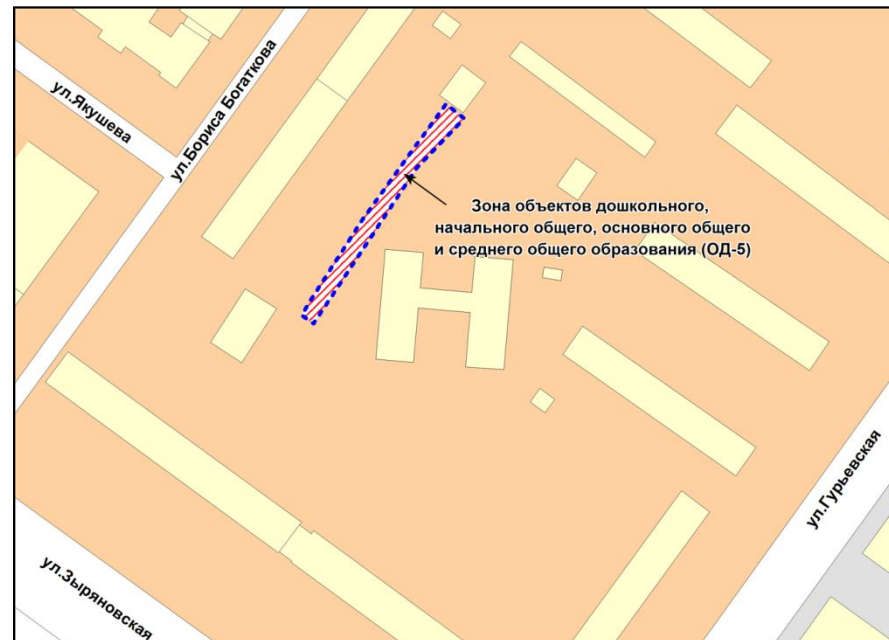 ул.Якушева
ул.Бориса Богаткова
Зона объектов дошкольного,
начального общего, основного общего
и среднего общего образования (ОД-5)
ул.Гурьевская
ул.Зыряновская